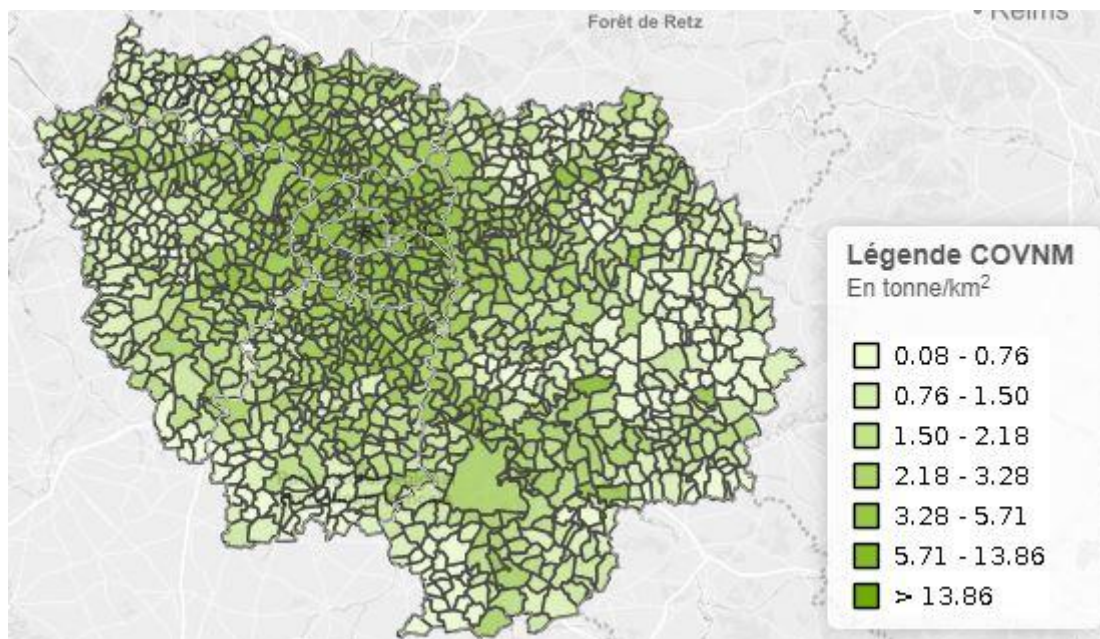 Forêt de Retz
Reims
Légende COVNM
En tonne/km²
0.08 - 0.76
0.76 - 1.50
1.50 - 2.18
2.18 - 3.28
3.28 - 5.71
5.71 - 13.86
> 13.86